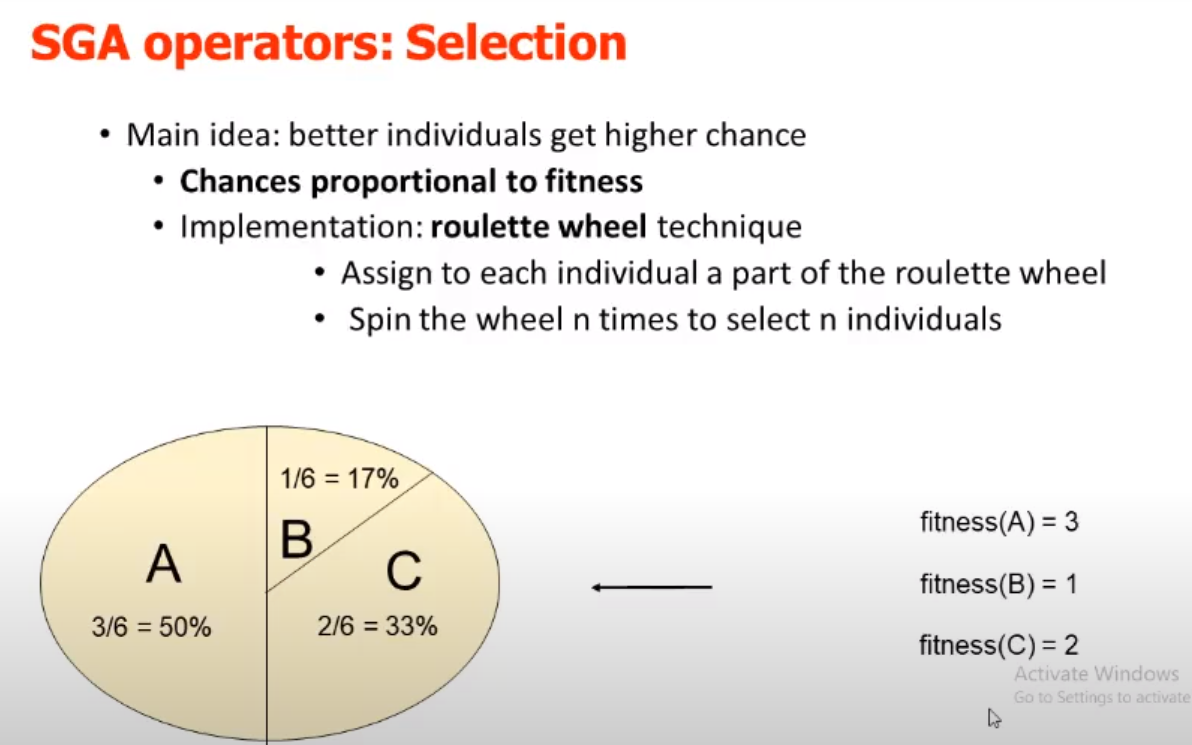 SGA operators: Selection
• Main idea: better individuals get higher chance
• Chances proportional to fitness
• Implementation: roulette wheel technique
• Assign to each individual a part of the roulette wheel
• Spin the wheel n times to select n individuals
1/6 = 17%
B
A
C
3/6 = 50%
2/6 = 33%
fitness(A) = 3
fitness(B) = 1
fitness(C) = 2
Activate Windows
Go to Settings to activate